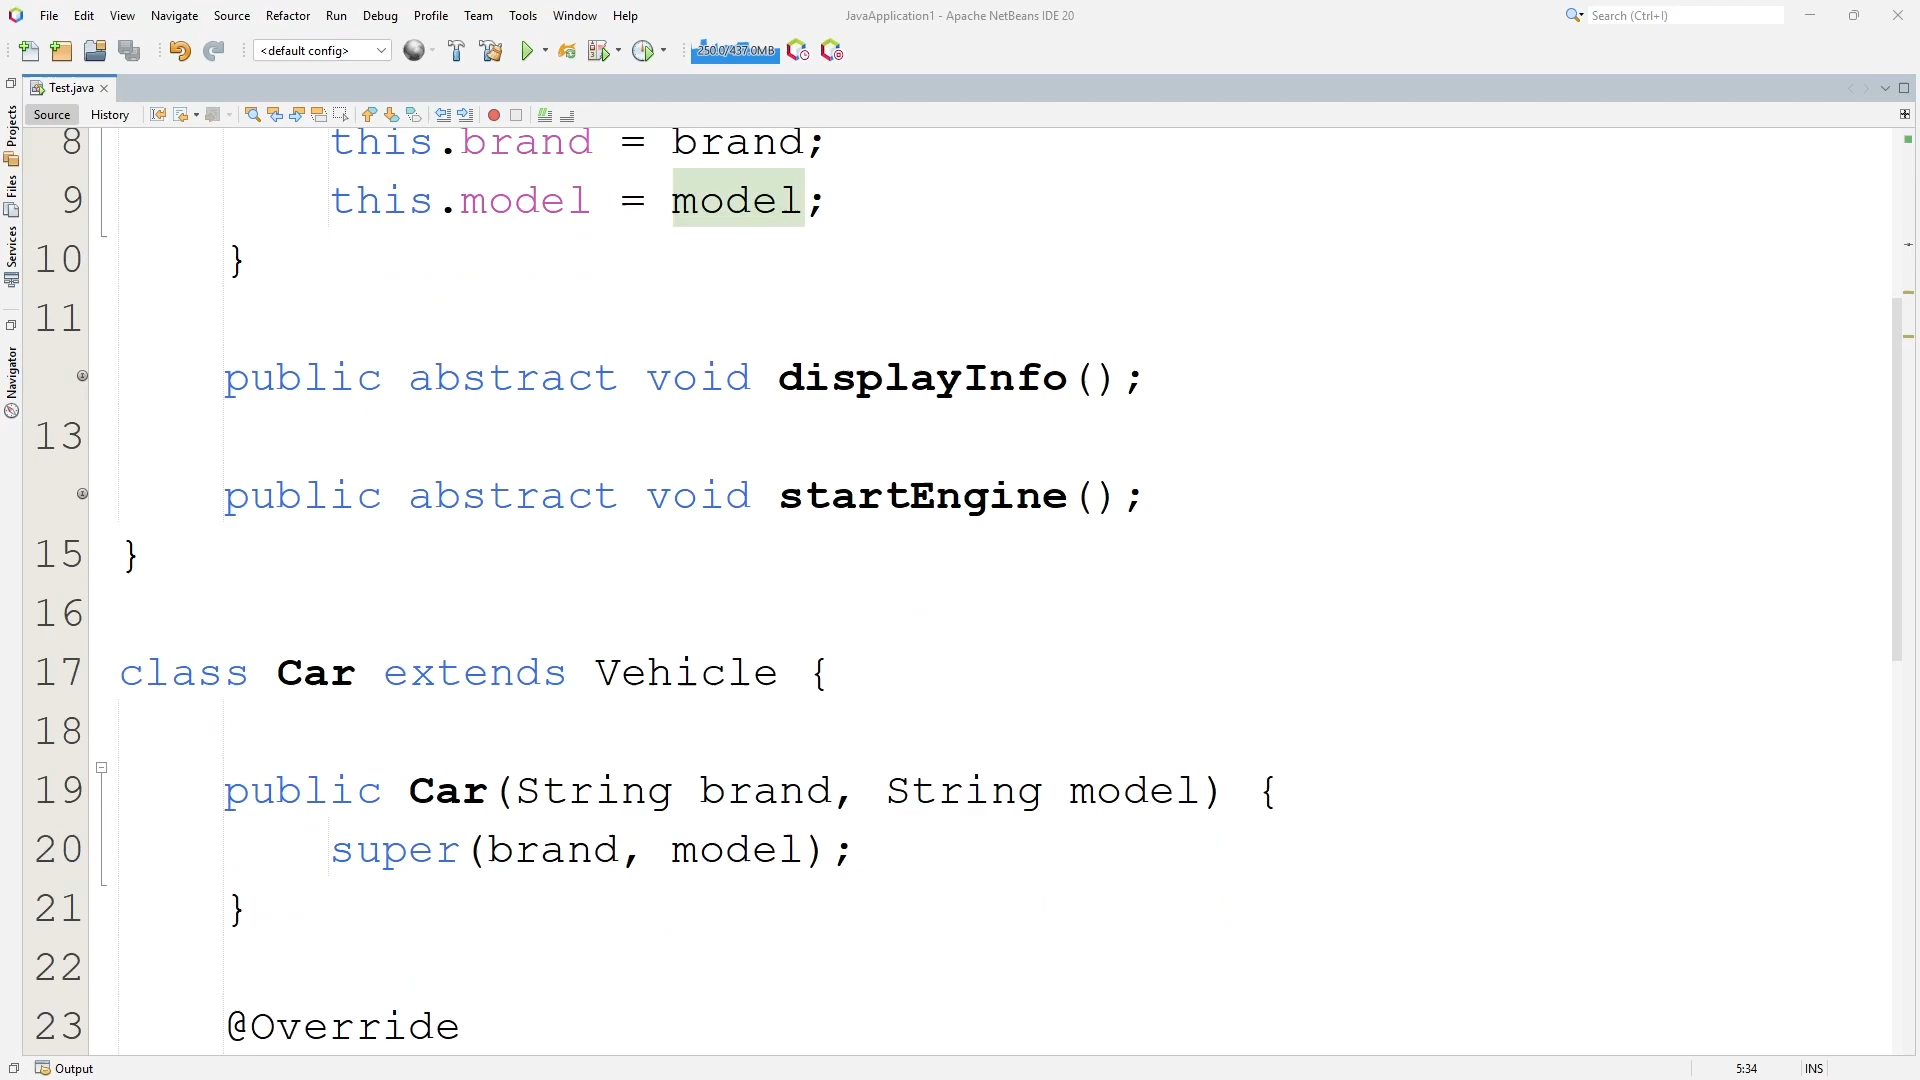 File Edit View Navigate Source Refactor Run Debug Profile Team Tools Window Help JavaApplication1 - Apache NetBeans IDE 20 Search (Ctrl+I)
<default config> 250.0/437.0MB
Test.java
Source History
Projects
Files
Services
Navigator
8 this.brand = brand;
9 this.model = model;
10 }
11
public abstract void displayInfo();
13
public abstract void startEngine();
15 }
16
17 class Car extends Vehicle {
18
19 public Car(String brand, String model) {
20 super(brand, model);
21 }
22
23 @Override
Output 5:34 INS